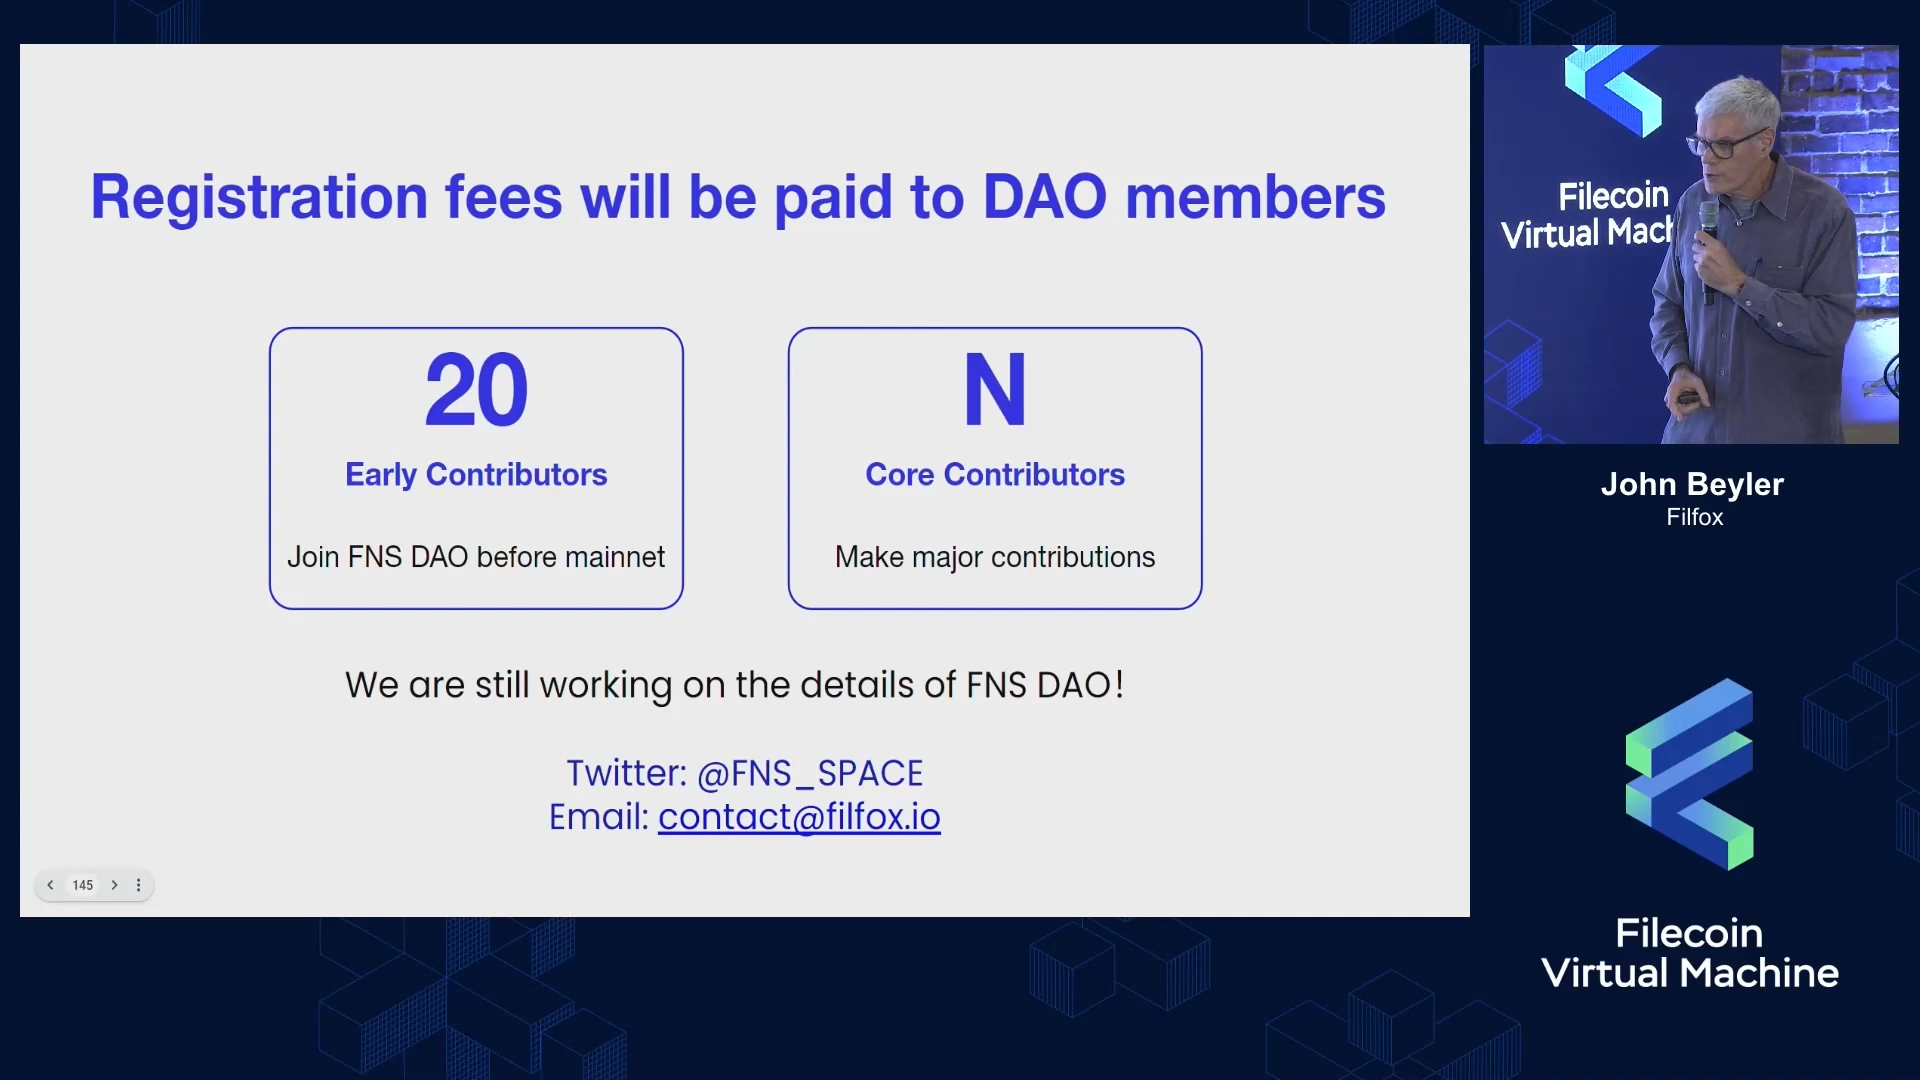 Registration fees will be paid to DAO members
20
Early Contributors
Join FNS DAO before mainnet
N
Core Contributors
Make major contributions
We are still working on the details of FNS DAO!
Twitter: @FNS_SPACE
Email: contact@filfox.io
145
Filecoin
Virtual Mach
John Beyler
Filfox
Filecoin
Virtual Machine